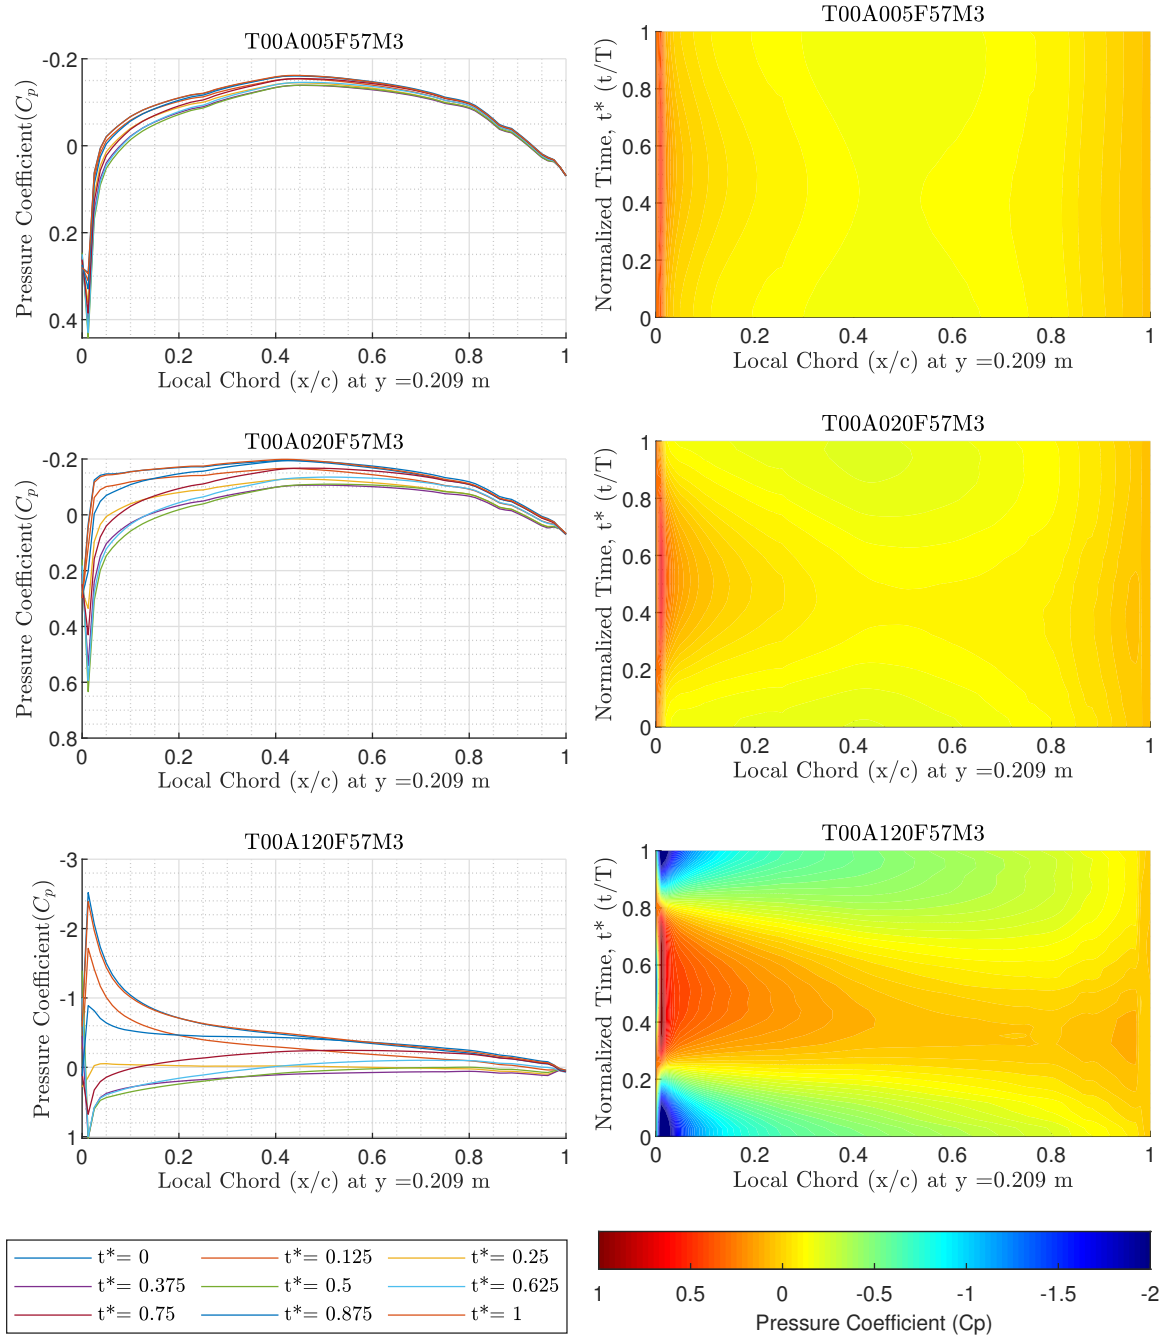 T00A005F57M3
-0.2
0
0.2
0.4
Pressure Coefficient(Cp)
0 0.2 0.4 0.6 0.8 1
Local Chord (x/c) at y =0.209 m
T00A005F57M3
1
0.8
0.6
0.4
0.2
0
Normalized Time, t* (t/T)
0 0.2 0.4 0.6 0.8 1
Local Chord (x/c) at y =0.209 m
T00A020F57M3
-0.2
0
0.2
0.4
0.6
0.8
Pressure Coefficient(Cp)
0 0.2 0.4 0.6 0.8 1
Local Chord (x/c) at y =0.209 m
T00A020F57M3
1
0.8
0.6
0.4
0.2
0
Normalized Time, t* (t/T)
0 0.2 0.4 0.6 0.8 1
Local Chord (x/c) at y =0.209 m
T00A120F57M3
-3
-2
-1
0
1
Pressure Coefficient(Cp)
0 0.2 0.4 0.6 0.8 1
Local Chord (x/c) at y =0.209 m
T00A120F57M3
1
0.8
0.6
0.4
0.2
0
Normalized Time, t* (t/T)
0 0.2 0.4 0.6 0.8 1
Local Chord (x/c) at y =0.209 m
t*= 0 t*= 0.125 t*= 0.25
t*= 0.375 t*= 0.5 t*= 0.625
t*= 0.75 t*= 0.875 t*= 1
1 0.5 0 -0.5 -1 -1.5 -2
Pressure Coefficient (Cp)